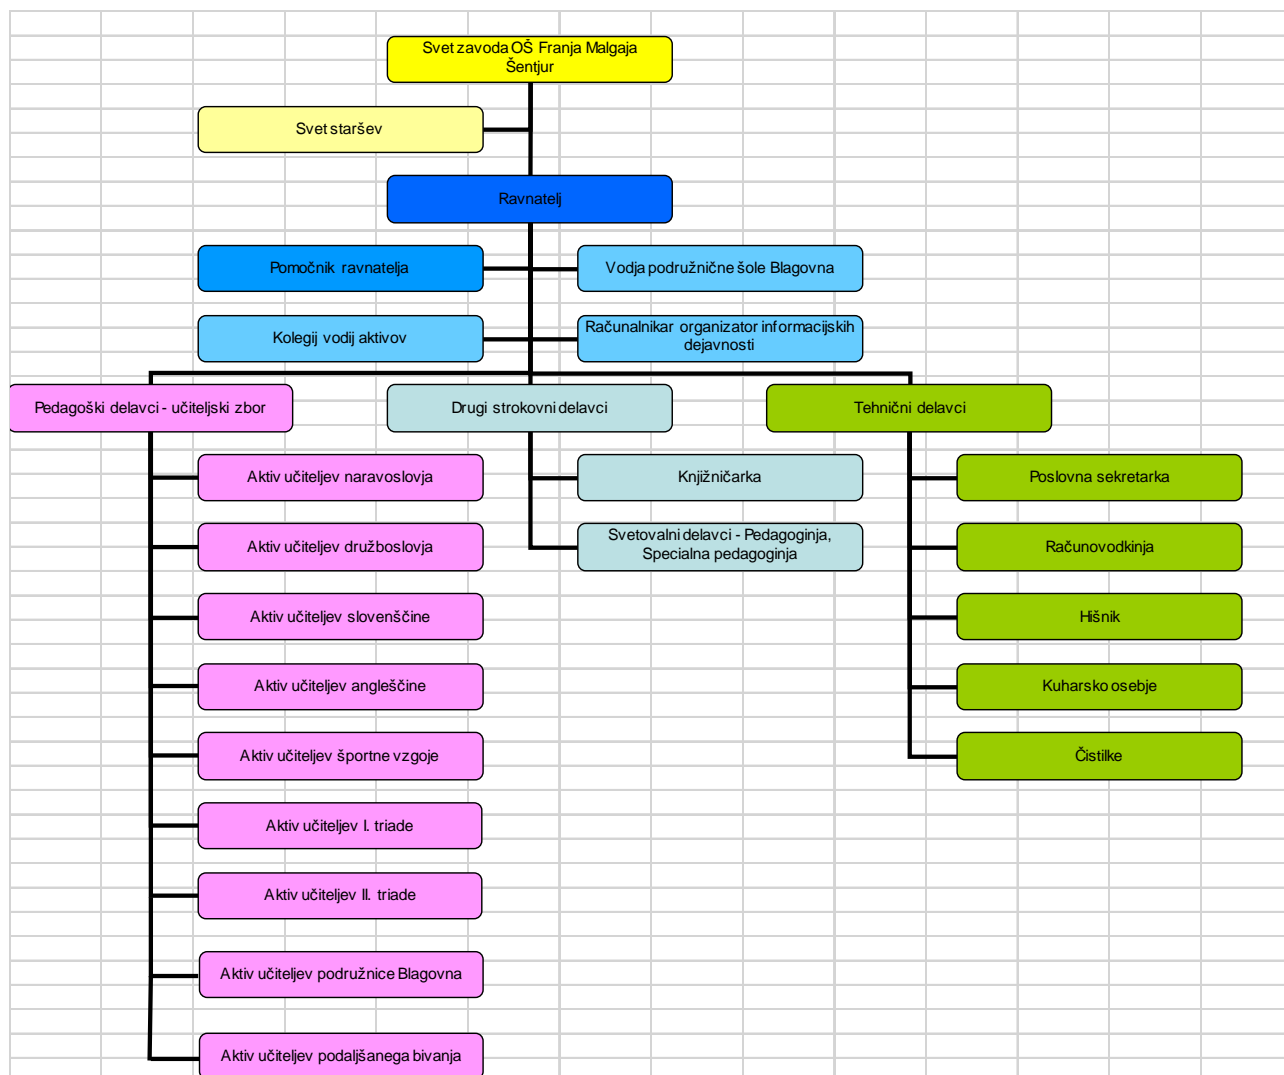 Svet zavoda OŠ Franja Malgaja
Šentjur
Svet staršev
Ravnatelj
Pomočnik ravnatelja
Vodja podružnične šole Blagovna
Kolegij vodij aktivov
Računalnikar organizator informacijskih
dejavnosti
Pedagoški delavci - učiteljski zbor
Drugi strokovni delavci
Tehnični delavci
Aktiv učiteljev naravoslovja
Knjižničarka
Poslovna sekretarka
Aktiv učiteljev družboslovja
Svetovalni delavci - Pedagoginja,
Specialna pedagoginja
Računovodkinja
Aktiv učiteljev slovenščine
Hišnik
Aktiv učiteljev angleščine
Kuharsko osebje
Aktiv učiteljev športne vzgoje
Čistilke
Aktiv učiteljev I. triade
Aktiv učiteljev II. triade
Aktiv učiteljev podružnice Blagovna
Aktiv učiteljev podaljšanega bivanja